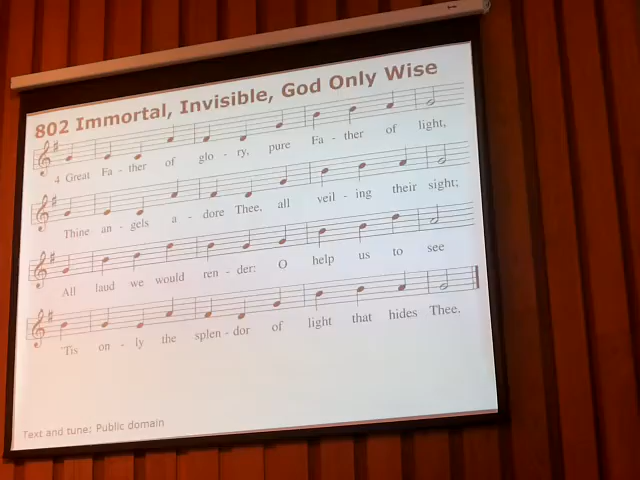 802 Immortal, Invisible, God Only Wise
4 Great Fa - ther of glo - ry, pure Fa - ther of light,
Thine an - gels a - dore Thee, all veil - ing their sight;
All laud we would ren - der: O help us to see
'Tis on - ly the splen - dor of light that hides Thee.
Text and tune: Public domain